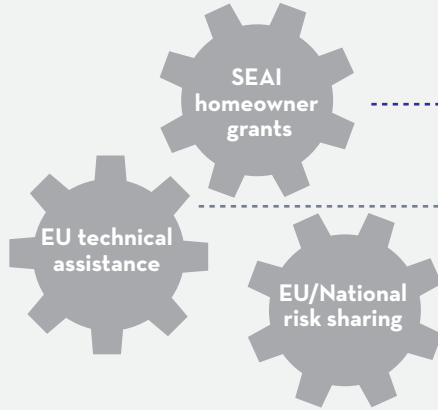 SEAI
homeowner
grants
EU technical
assistance
EU/National
risk sharing